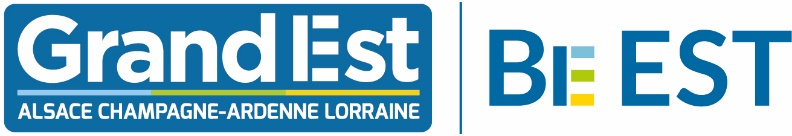 Grand Est
ALSACE CHAMPAGNE-ARDENNE LORRAINE
BE EST